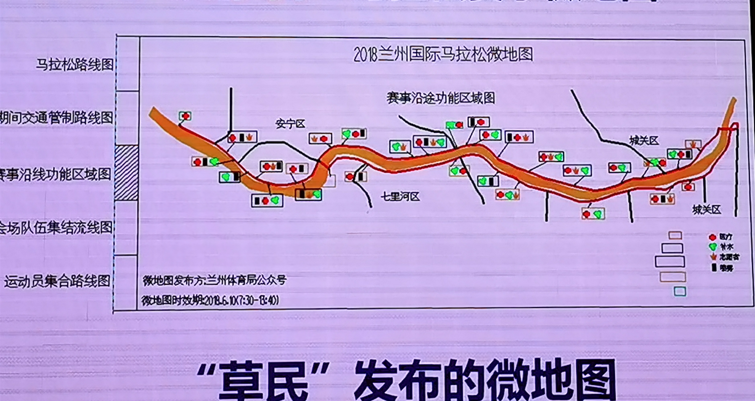 2018兰州国际马拉松微地图
马拉松路线图
赛事沿途功能区域图
期间交通管制路线图
安宁区
城关区
赛事沿线功能区域图
七里河区
城关区
会场队伍集结流线图
医疗
补水
志愿者
运动员集合路线图
微地图发布方:兰州体育局公众号
微地图时效期:2018.6.10(7:30-13:40)
“草民”发布的微地图